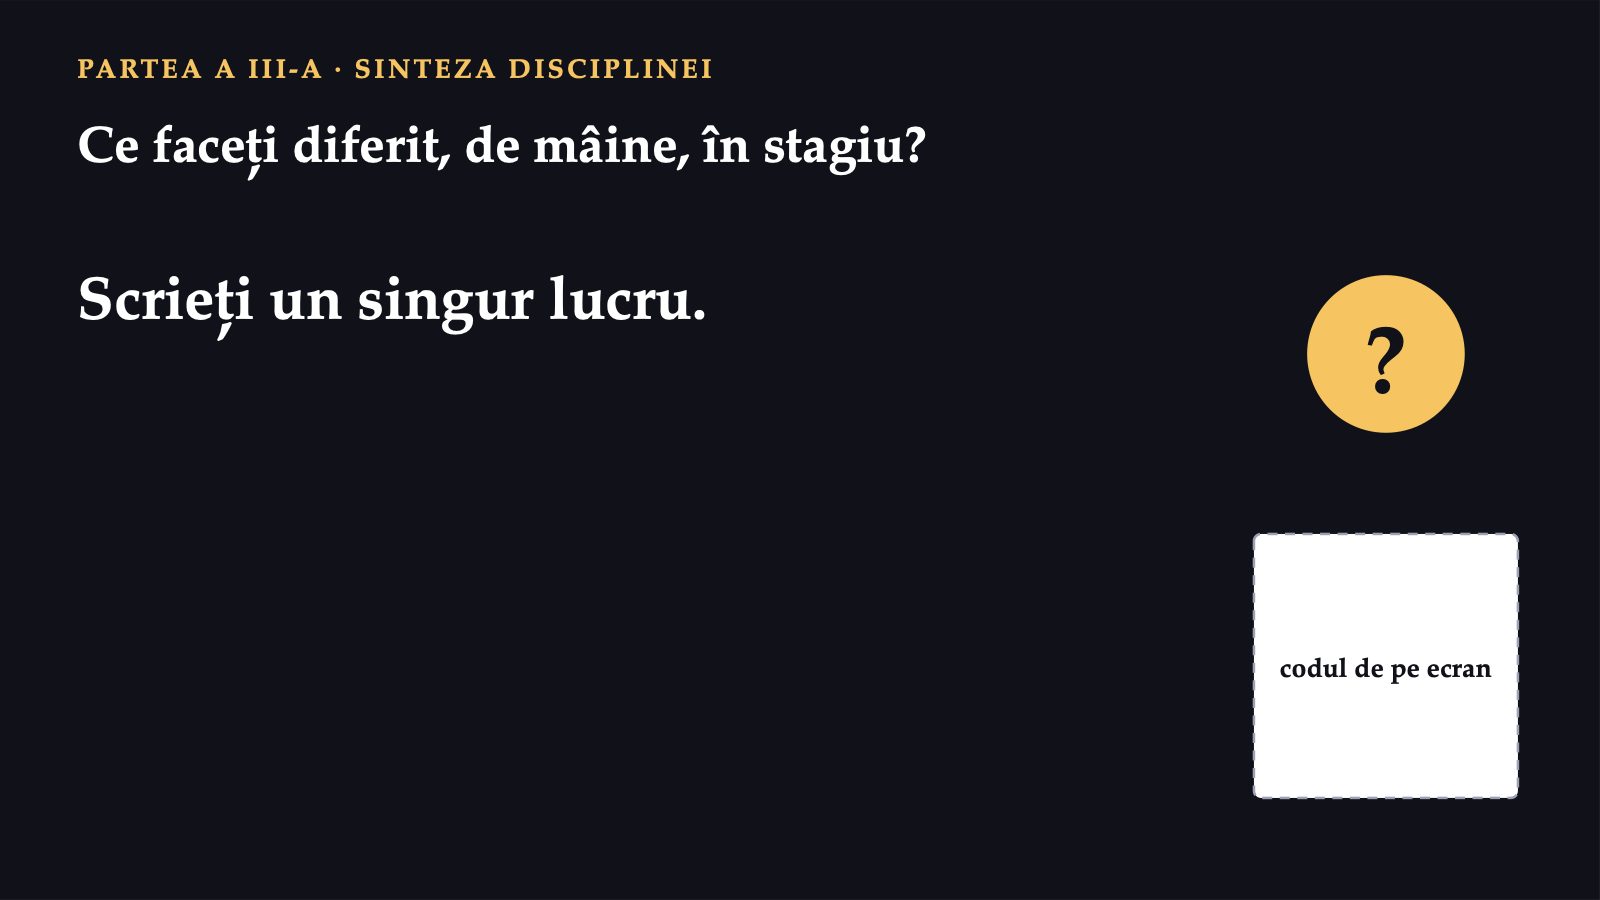 PARTEA A III-A · SINTEZA DISCIPLINEI
Ce faceți diferit, de mâine, în stagiu?
Scrieți un singur lucru.
?
codul de pe ecran